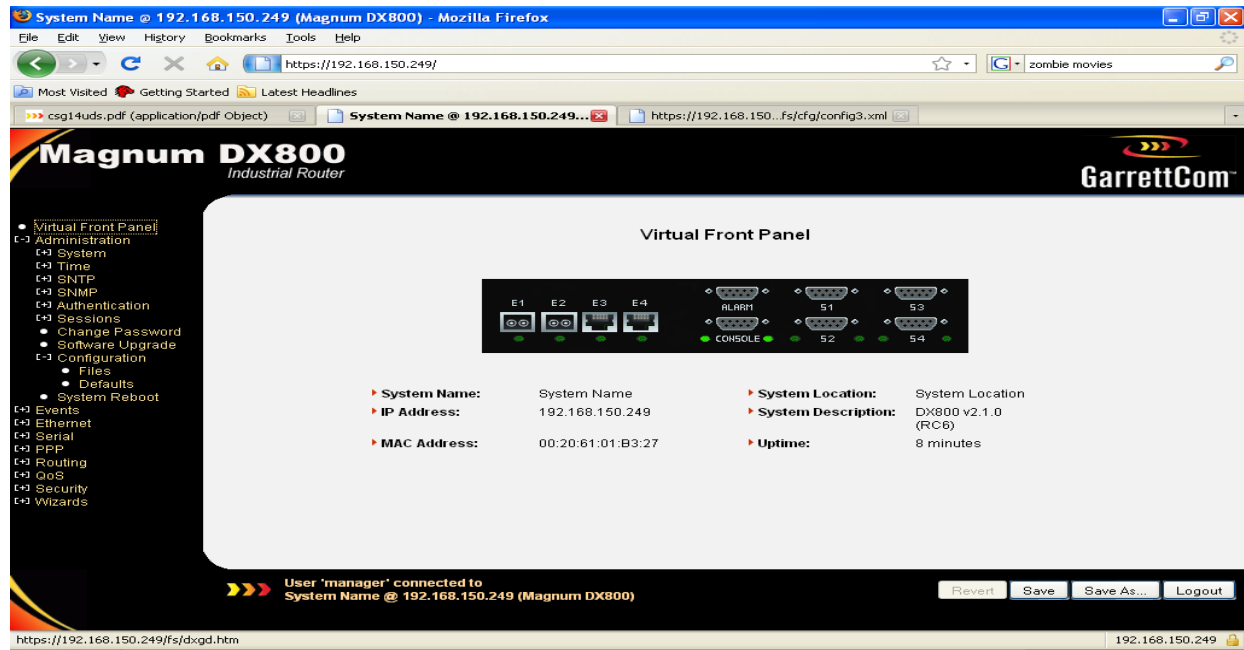 System Name @ 192.168.150.249 (Magnum DX800) - Mozilla Firefox
File Edit View History Bookmarks Tools Help
https://192.168.150.249/
G zombie movies
Most Visited Getting Started Latest Headlines
csg14uds.pdf (application/pdf Object) System Name @ 192.168.150.249... https://192.168.150...fs/cfg/config3.xml
Magnum DX800
Industrial Router
GarrettCom
Virtual Front Panel
[-] Administration
[+] System
[+] Time
[+] SNTP
[+] SNMP
[+] Authentication
[+] Sessions
Change Password
Software Upgrade
[-] Configuration
Files
Defaults
System Reboot
[+] Events
[+] Ethernet
[+] Serial
[+] PPP
[+] Routing
[+] QoS
[+] Security
[+] Wizards
Virtual Front Panel
E1 E2 E3 E4
ALARM S1 S3
CONSOLE S2 S4
System Name: System Name System Location: System Location
IP Address: 192.168.150.249 System Description: DX800 v2.1.0
(RC6)
MAC Address: 00:20:61:01:B3:27 Uptime: 8 minutes
User 'manager' connected to
System Name @ 192.168.150.249 (Magnum DX800)
Revert Save Save As... Logout
https://192.168.150.249/fs/dxgd.htm 192.168.150.249